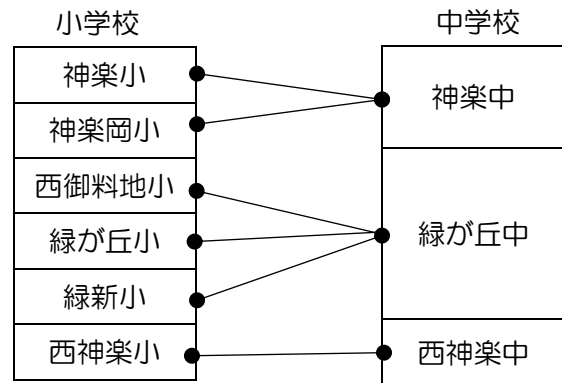 小学校
神楽小
神楽岡小
西御料地小
緑が丘小
緑新小
西神楽小
中学校
神楽中
緑が丘中
西神楽中